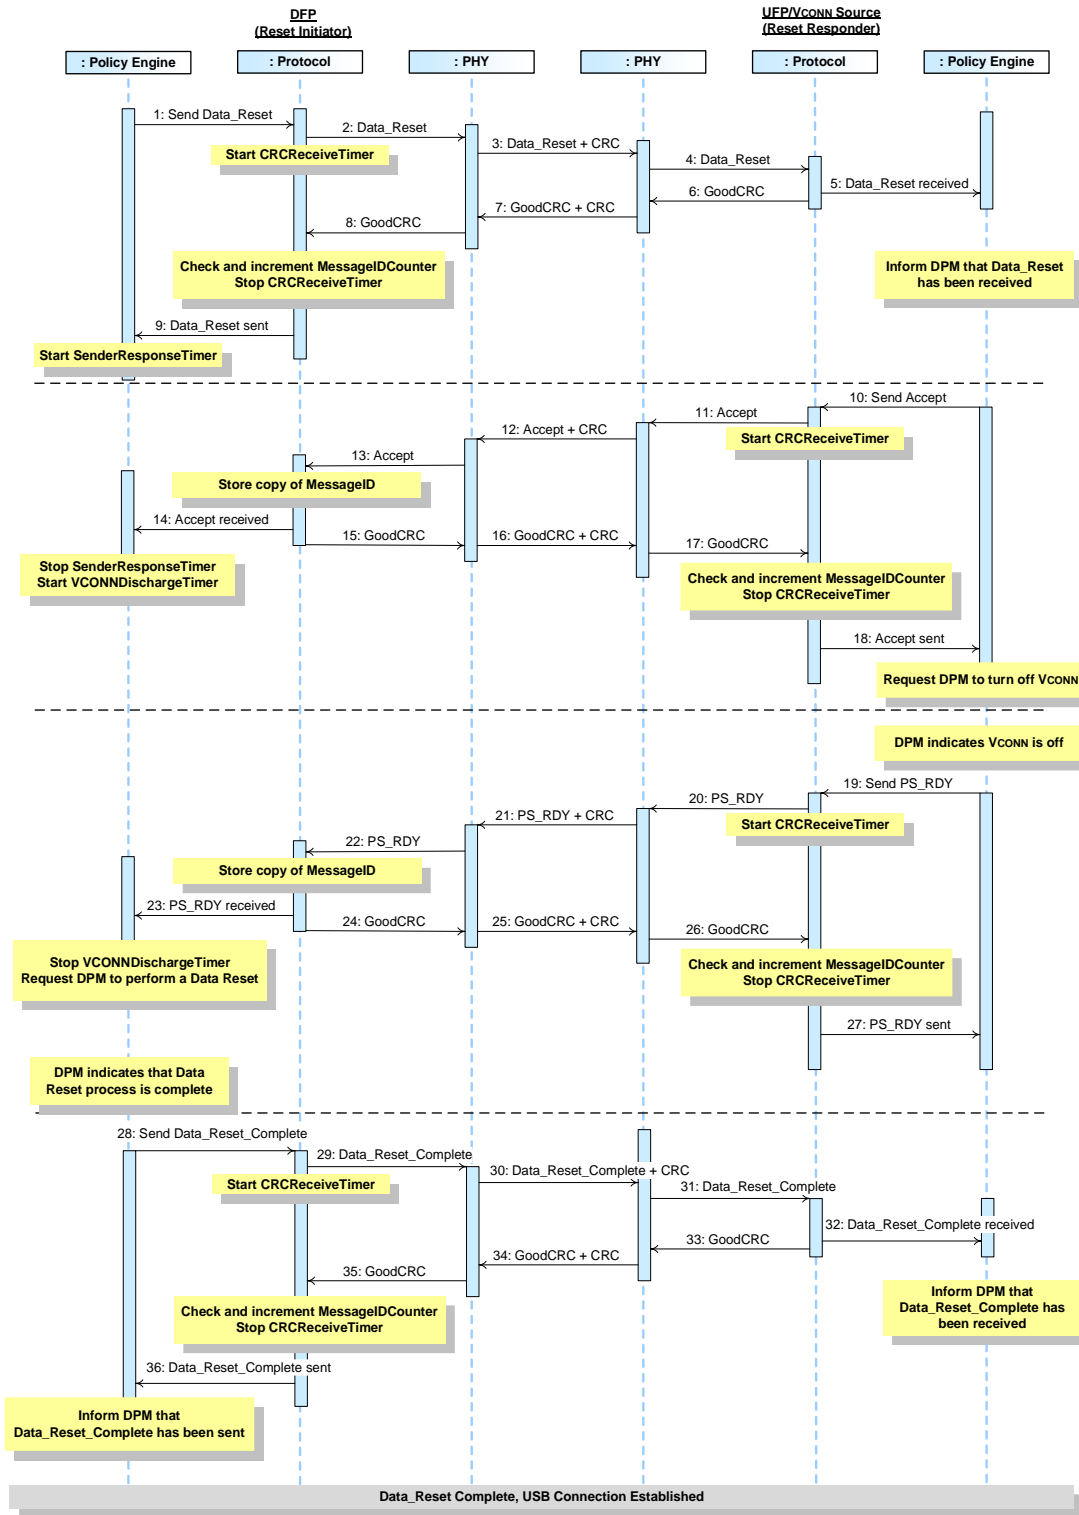 DFP
(Reset Initiator)
UFP/VCONN Source
(Reset Responder)
: Policy Engine
: Protocol
: PHY
: PHY
: Protocol
: Policy Engine
1: Send Data_Reset
2: Data_Reset
Start CRCReceiveTimer
3: Data_Reset + CRC
4: Data_Reset
5: Data_Reset received
6: GoodCRC
7: GoodCRC + CRC
8: GoodCRC
Check and increment MessageIDCounter
Stop CRCReceiveTimer
Inform DPM that Data_Reset
has been received
9: Data_Reset sent
Start SenderResponseTimer
10: Send Accept
11: Accept
Start CRCReceiveTimer
12: Accept + CRC
13: Accept
Store copy of MessageID
14: Accept received
15: GoodCRC
16: GoodCRC + CRC
17: GoodCRC
Stop SenderResponseTimer
Start VCONNDischargeTimer
Check and increment MessageIDCounter
Stop CRCReceiveTimer
18: Accept sent
Request DPM to turn off VCONN
DPM indicates VCONN is off
19: Send PS_RDY
20: PS_RDY
Start CRCReceiveTimer
21: PS_RDY + CRC
22: PS_RDY
Store copy of MessageID
23: PS_RDY received
24: GoodCRC
25: GoodCRC + CRC
26: GoodCRC
Stop VCONNDischargeTimer
Request DPM to perform a Data Reset
Check and increment MessageIDCounter
Stop CRCReceiveTimer
27: PS_RDY sent
DPM indicates that Data
Reset process is complete
28: Send Data_Reset_Complete
29: Data_Reset_Complete
Start CRCReceiveTimer
30: Data_Reset_Complete + CRC
31: Data_Reset_Complete
32: Data_Reset_Complete received
33: GoodCRC
34: GoodCRC + CRC
35: GoodCRC
Check and increment MessageIDCounter
Stop CRCReceiveTimer
Inform DPM that
Data_Reset_Complete has
been received
36: Data_Reset_Complete sent
Inform DPM that
Data_Reset_Complete has been sent
Data_Reset Complete, USB Connection Established